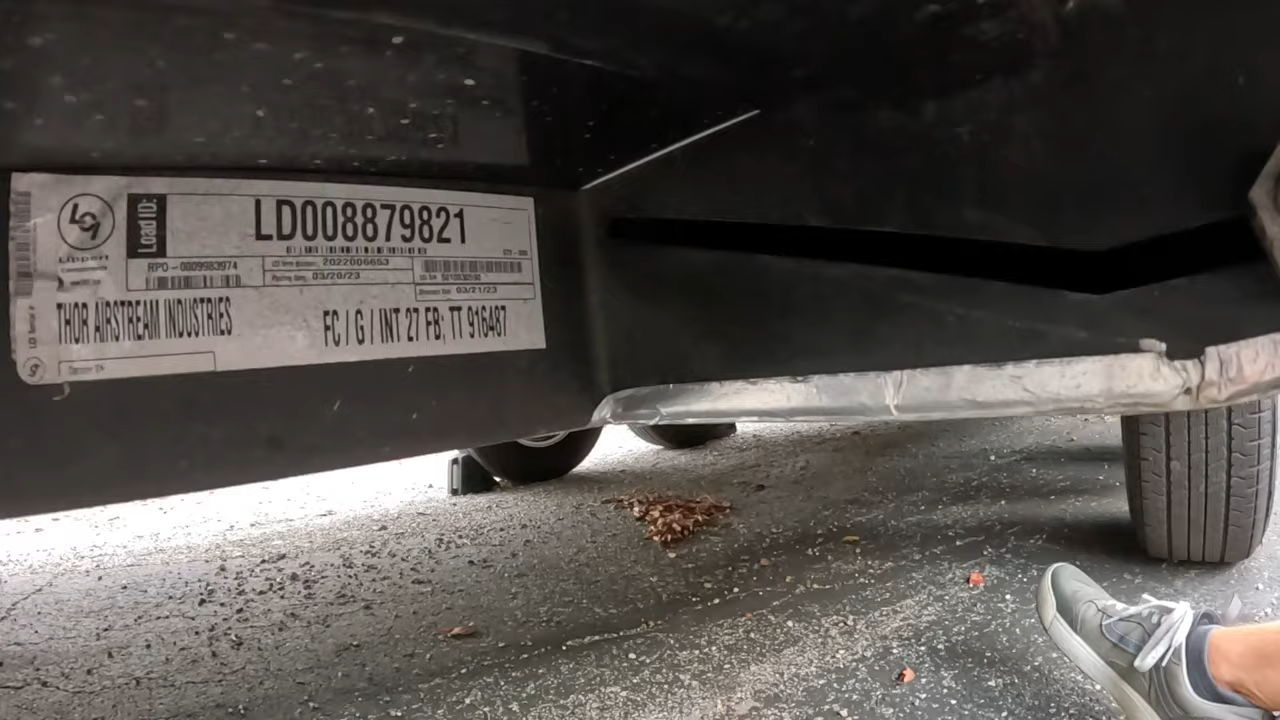 Load ID:
LD008879821
Lippert
RPO-0009983974
2022006653
03/20/23
03/21/23
THOR AIRSTREAM INDUSTRIES
FC / G / INT 27 FB; TT 916487